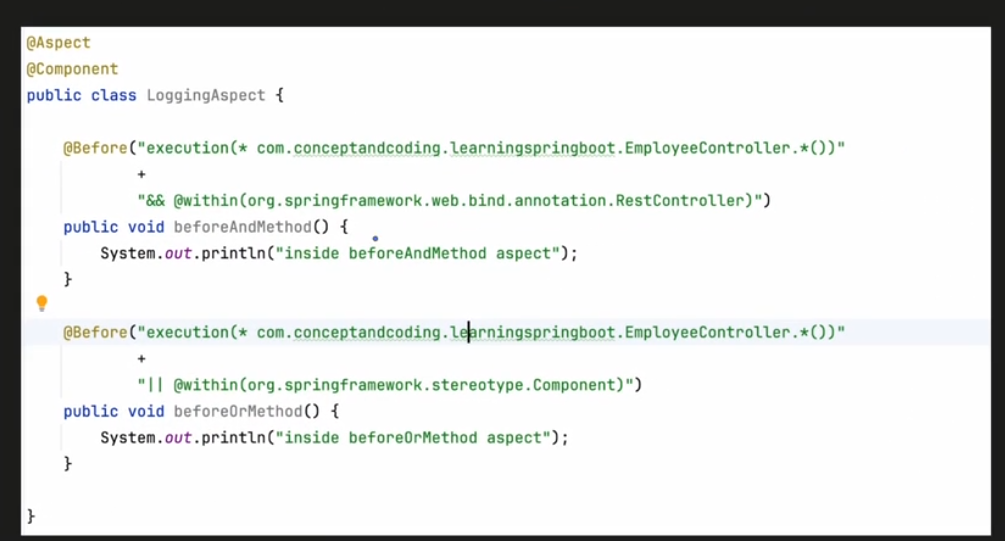 @Aspect
@Component
public class LoggingAspect {
@Before("execution(* com.conceptandcoding.learningspringboot.EmployeeController.*())"
+
"&& @within(org.springframework.web.bind.annotation.RestController)")
public void beforeAndMethod() {
System.out.println("inside beforeAndMethod aspect");
}
@Before("execution(* com.conceptandcoding.learningspringboot.EmployeeController.*())"
+
"|| @within(org.springframework.stereotype.Component)")
public void beforeOrMethod() {
System.out.println("inside beforeOrMethod aspect");
}
}